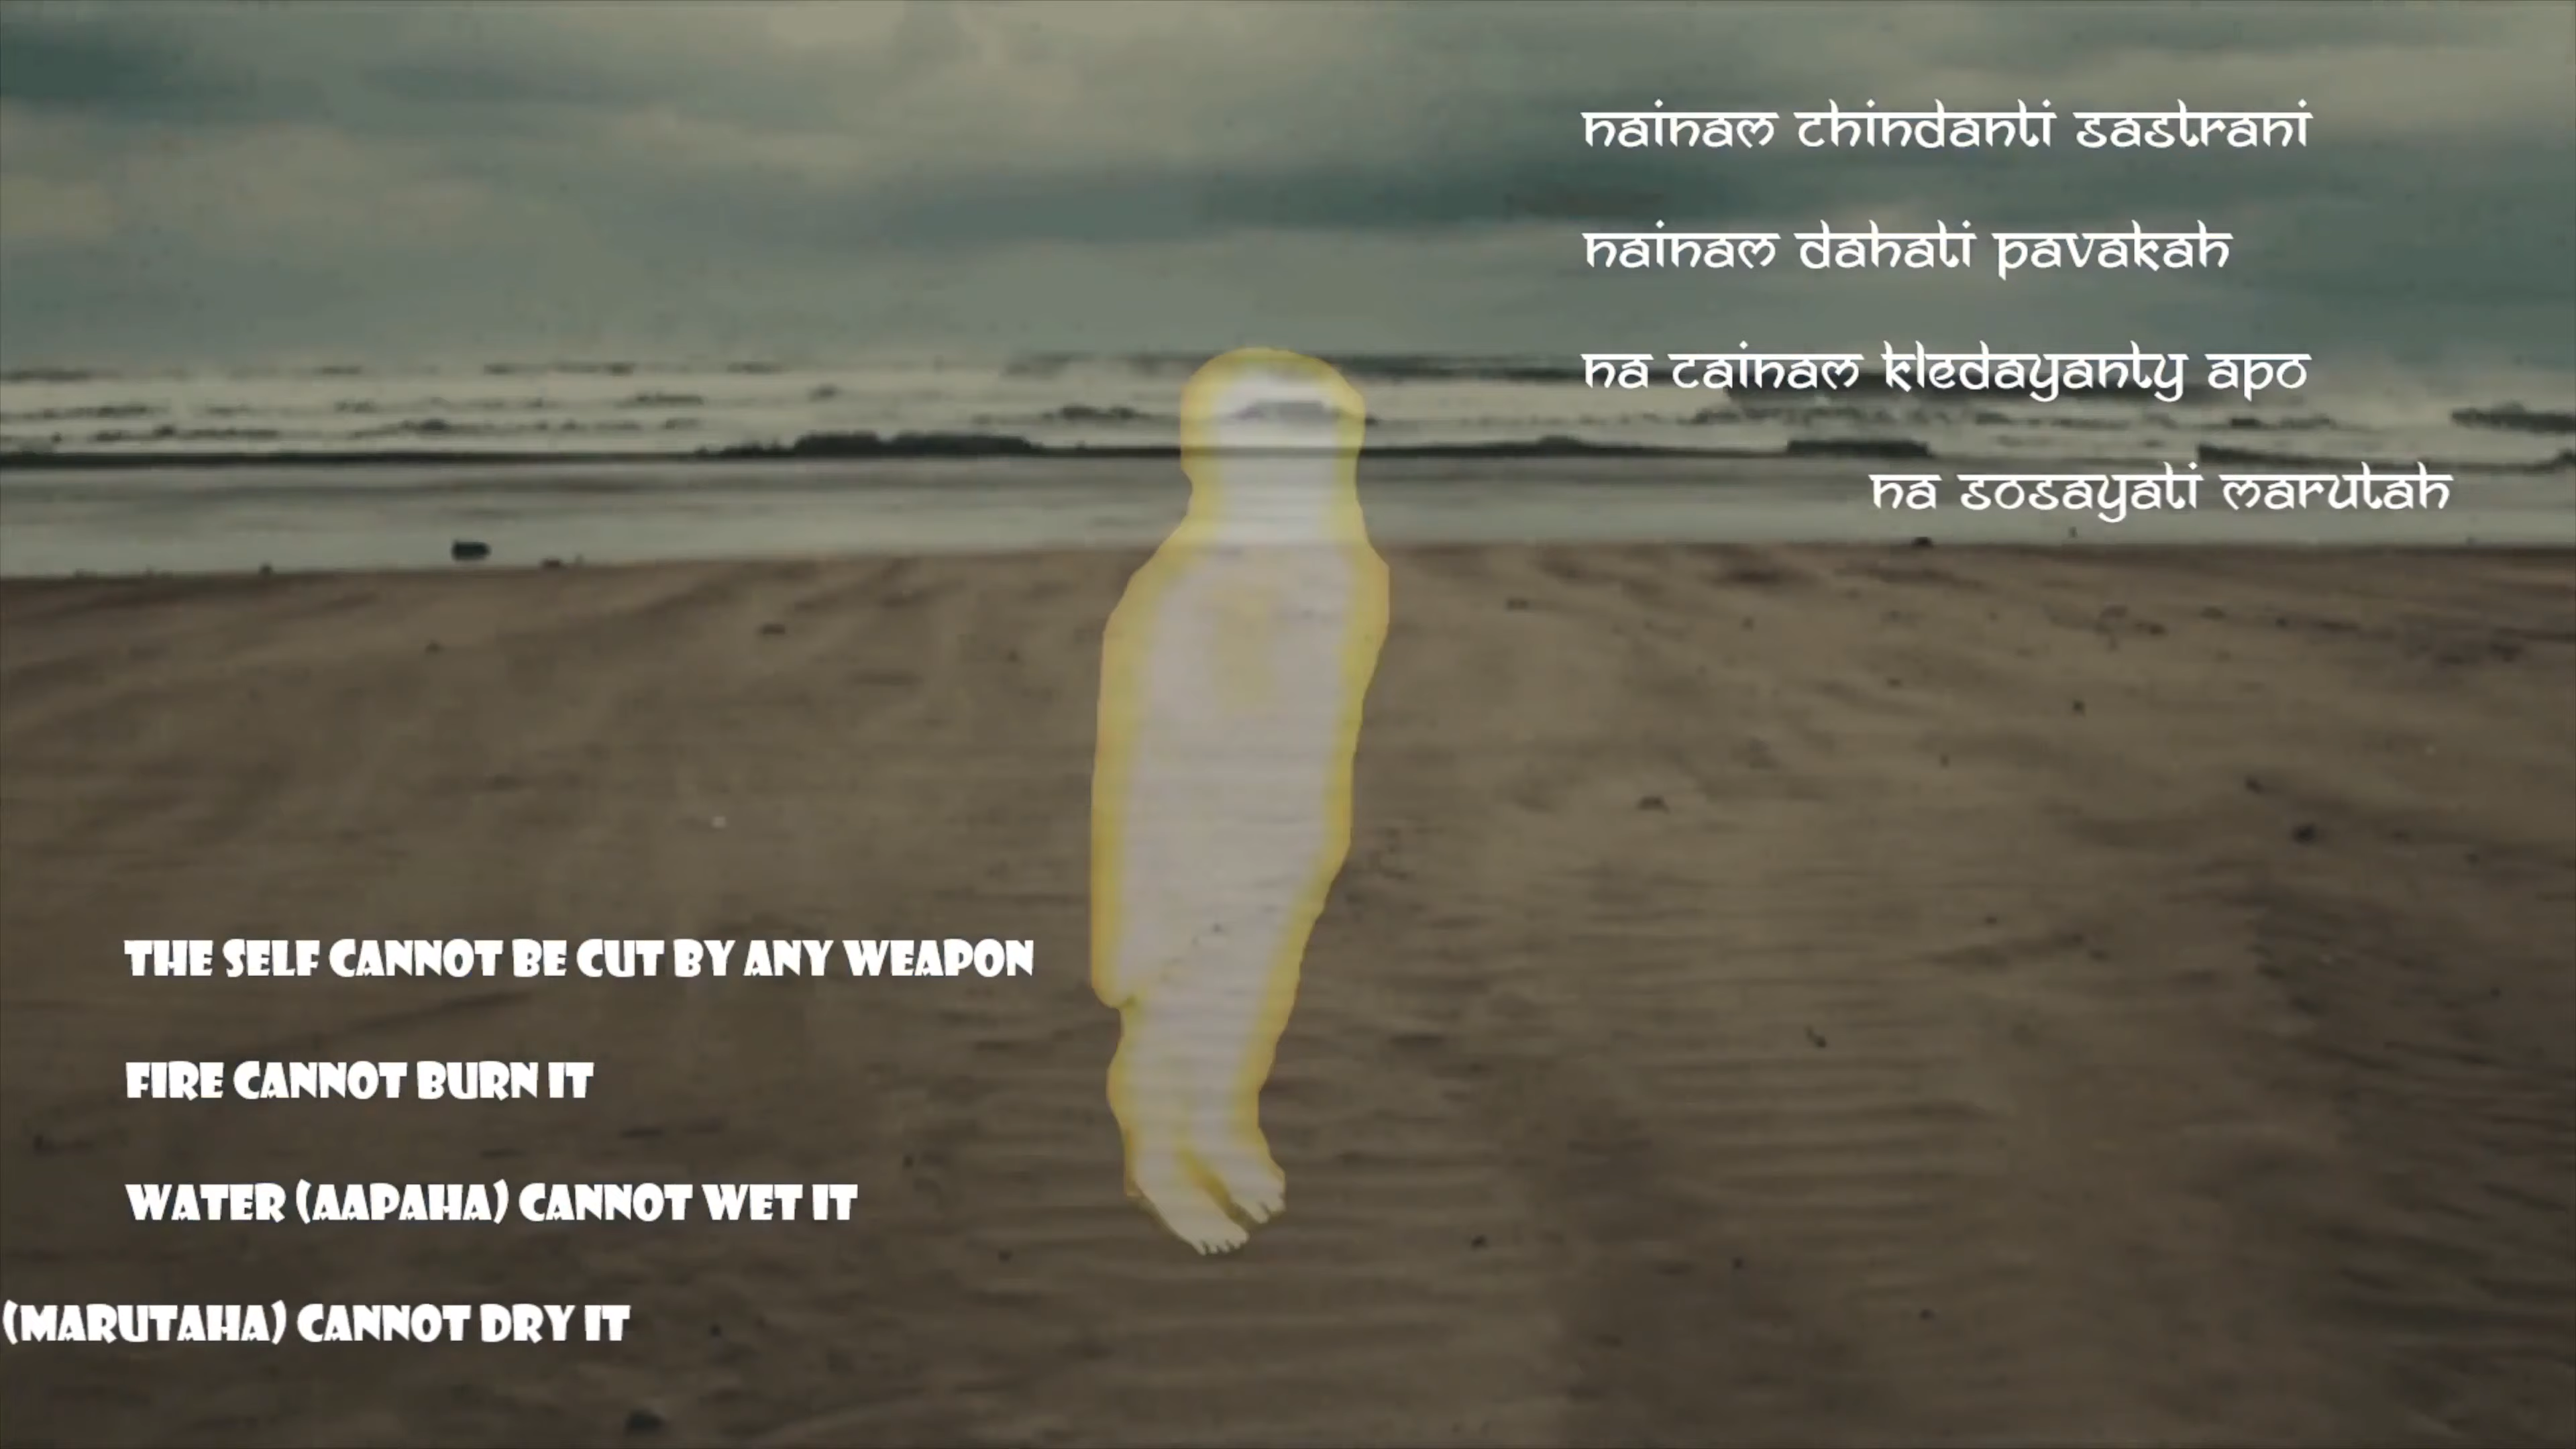 nainam chindanti sastrani
nainam dahati pavakah
na cainam kledayanty apo
na sosayati marutah
THE SELF CANNOT BE CUT BY ANY WEAPON
FIRE CANNOT BURN IT
WATER (AAPAHA) CANNOT WET IT
(MARUTAHA) CANNOT DRY IT